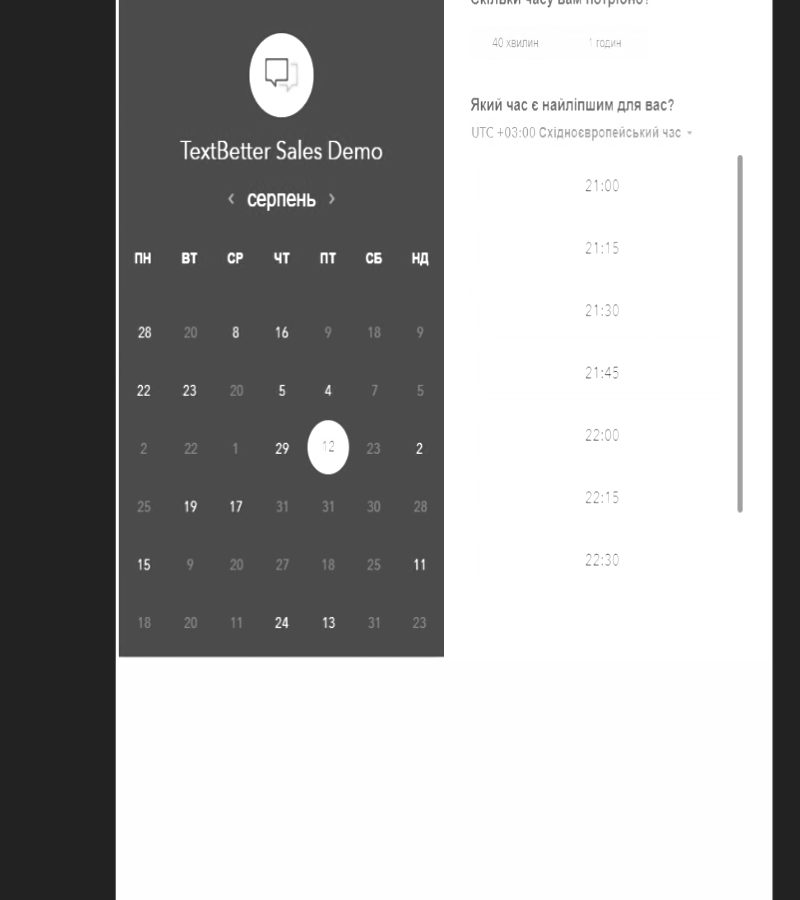 Скільки часу вам потрібно?
40 хвилин 1 годин
Який час є найліпшим для вас?
UTC +03:00 Східноєвропейський час
21:00
21:15
21:30
21:45
22:00
22:15
22:30
TextBetter Sales Demo
серпень
ПН ВТ СР ЧТ ПТ СБ НД
28 20 8 16 9 18 9
22 23 20 5 4 7 5
2 22 1 29 12 23 2
25 19 17 31 31 30 28
15 9 20 27 18 25 11
18 20 11 24 13 31 23